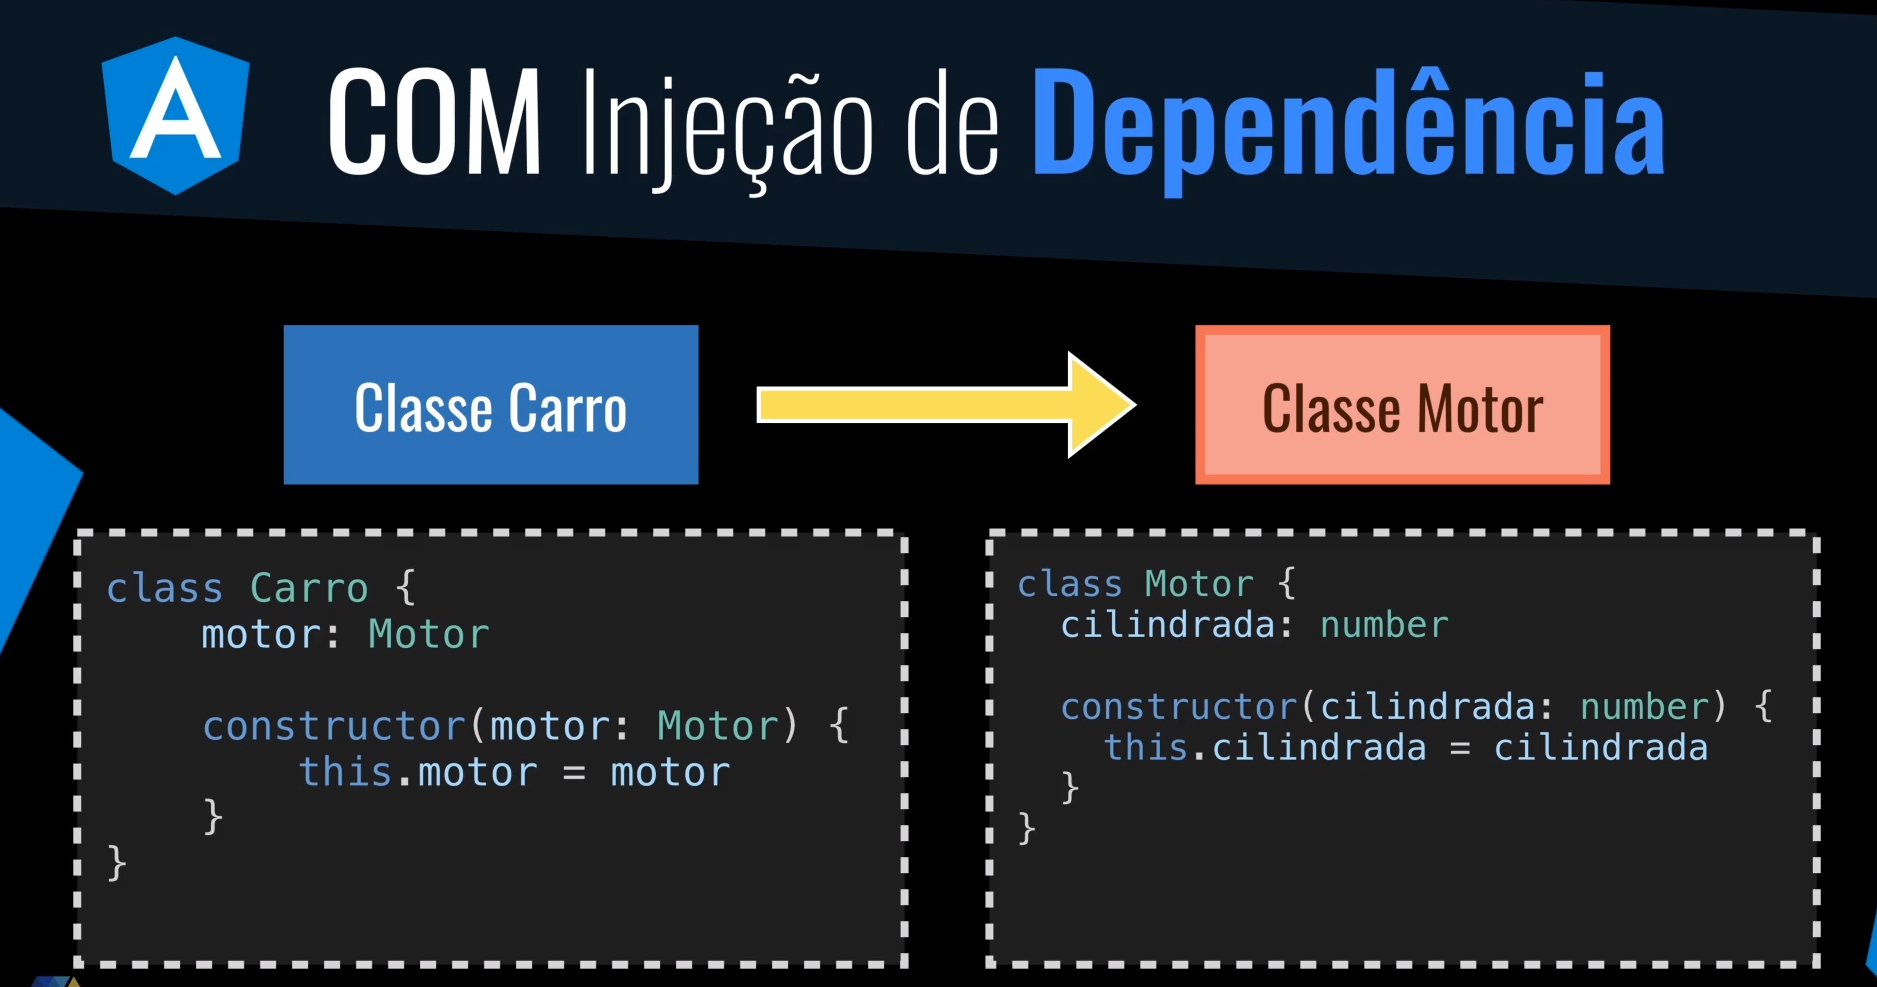 A
COM Injeção de Dependência
Classe Carro
Classe Motor
class Carro {
    motor: Motor

    constructor(motor: Motor) {
        this.motor = motor
    }
}
class Motor {
  cilindrada: number

  constructor(cilindrada: number) {
    this.cilindrada = cilindrada
  }
}